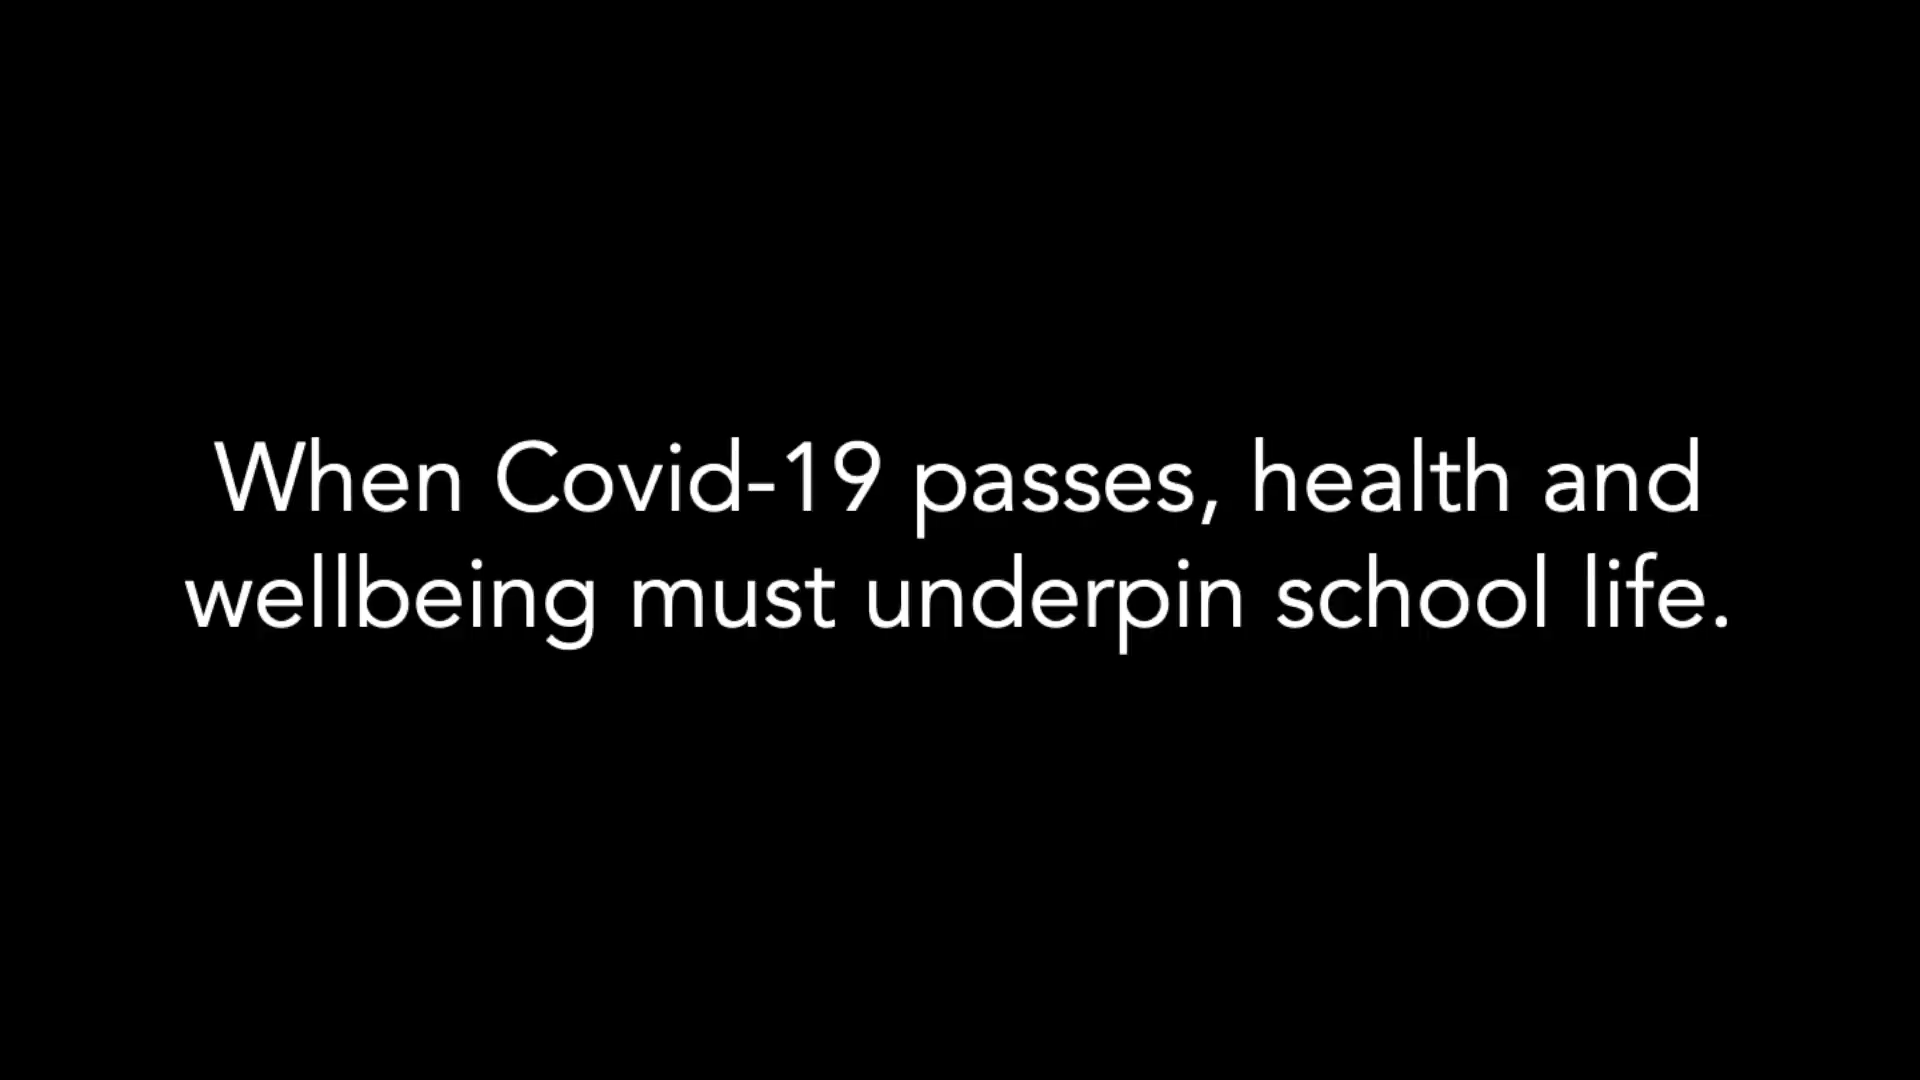 When Covid-19 passes, health and
wellbeing must underpin school life.